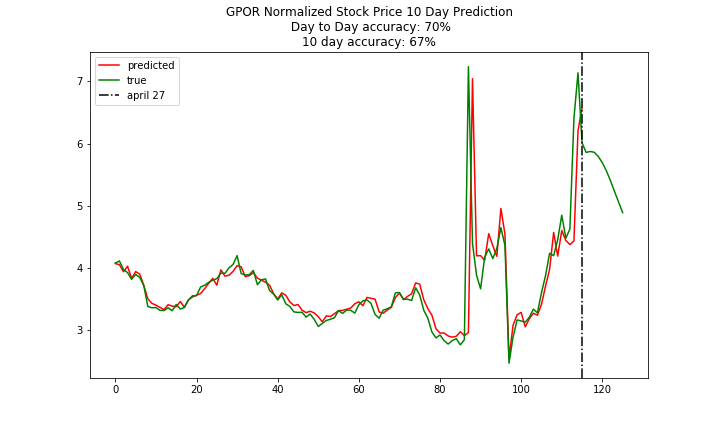 GPOR Normalized Stock Price 10 Day Prediction
Day to Day accuracy: 70%
10 day accuracy: 67%
predicted
true
april 27
7
6
5
4
3
0
20
40
60
80
100
120